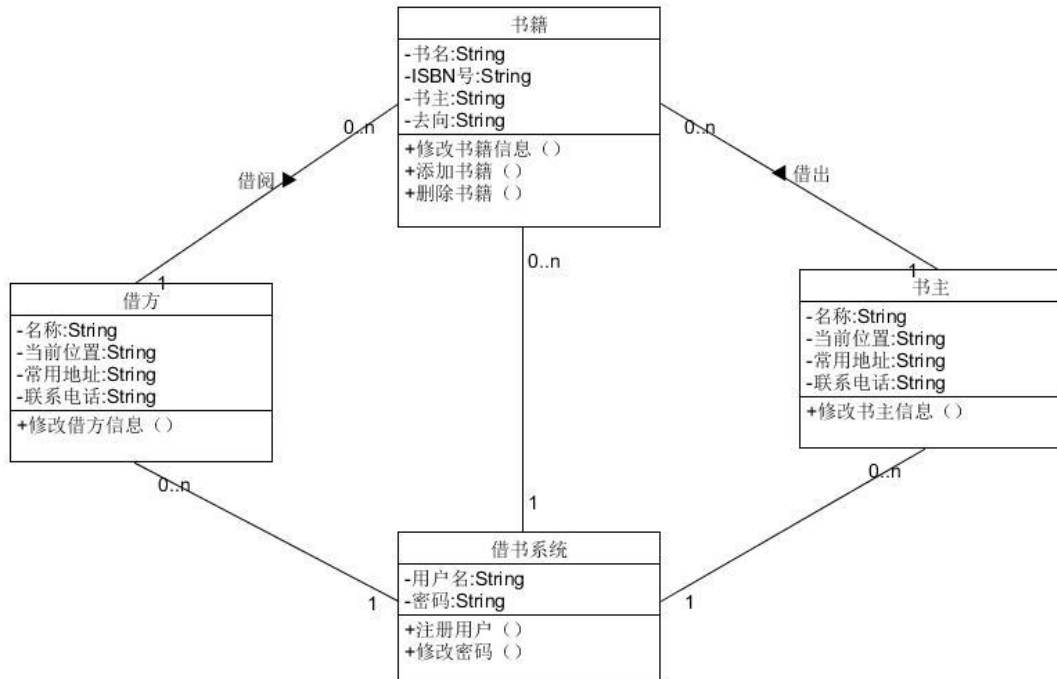 书籍
-书名:String
-ISBN号:String
-书主:String
-去向:String
+修改书籍信息（）
+添加书籍（）
+删除书籍（）
0..n
0..n
借阅
借出
0..n
1
1
借方
-名称:String
-当前位置:String
-常用地址:String
-联系电话:String
+修改借方信息（）
书主
-名称:String
-当前位置:String
-常用地址:String
-联系电话:String
+修改书主信息（）
0..n
0..n
1
1
1
借书系统
-用户名:String
-密码:String
+注册用户（）
+修改密码（）